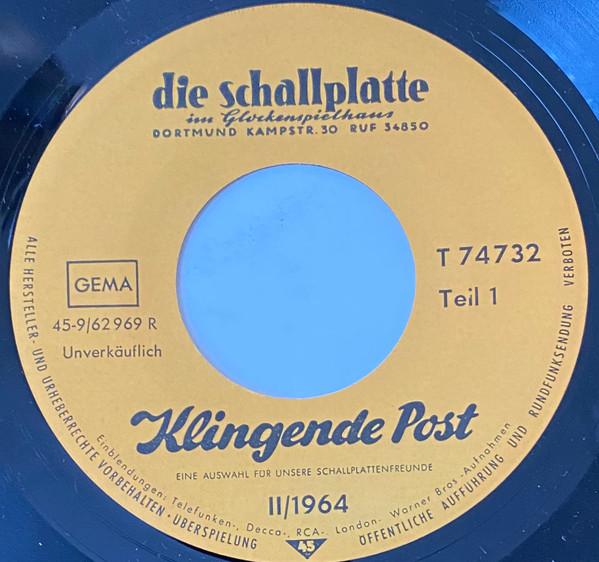 die schallplatte
im Glockenspielhaus
DORTMUND KAMPSTR. 30 RUF 34850
GEMA
45-9/62 969 R
Unverkäuflich
T 74732
Teil 1
Klingende Post
EINE AUSWAHL FÜR UNSERE SCHALLPLATTENFREUNDE
II/1964
Einblendungen: Telefunken-, Decca-, RCA-, London-, Warner Bros.-Aufnahmen
ALLE HERSTELLER- UND URHEBERRECHTE VORBEHALTEN · ÜBERSPIELUNG
45
ÖFFENTLICHE AUFFÜHRUNG UND RUNDFUNKSENDUNG VERBOTEN